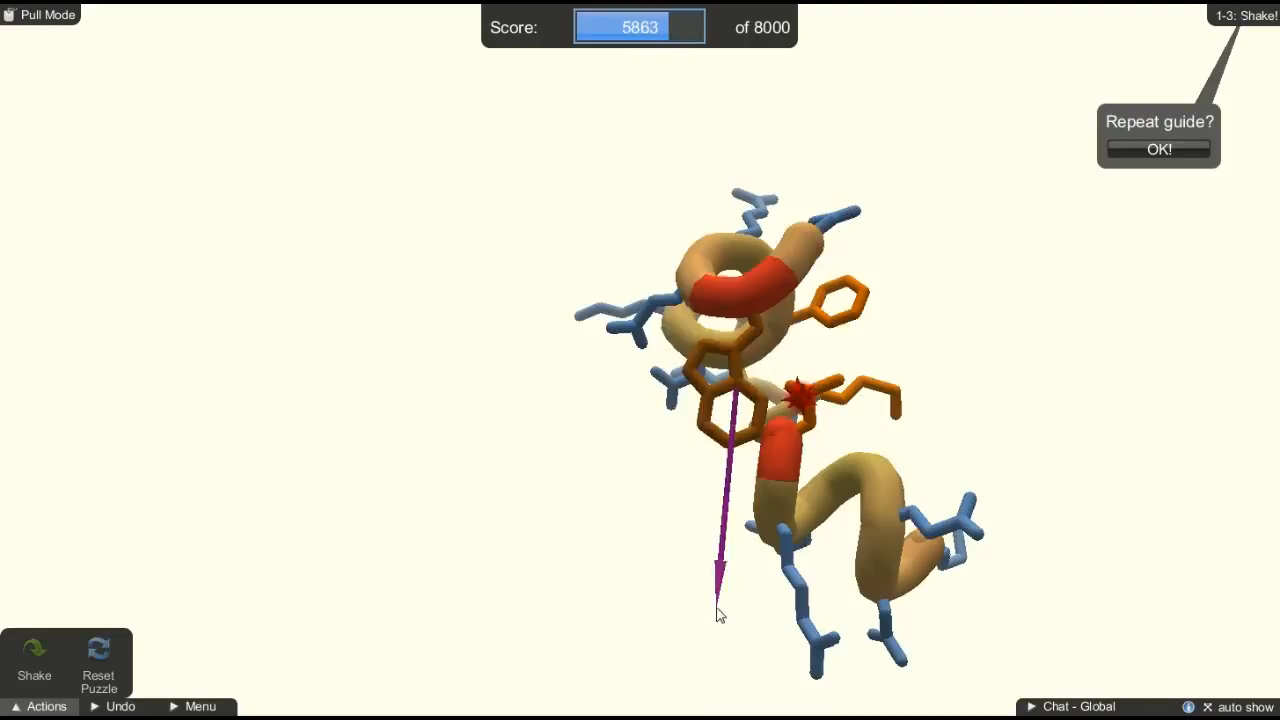 Pull Mode
Score: 5863 of 8000
1-3: Shake!
Repeat guide?
OK!
Shake
Reset
Puzzle
▲ Actions ▶ Undo ▶ Menu
▶ Chat - Global
auto show